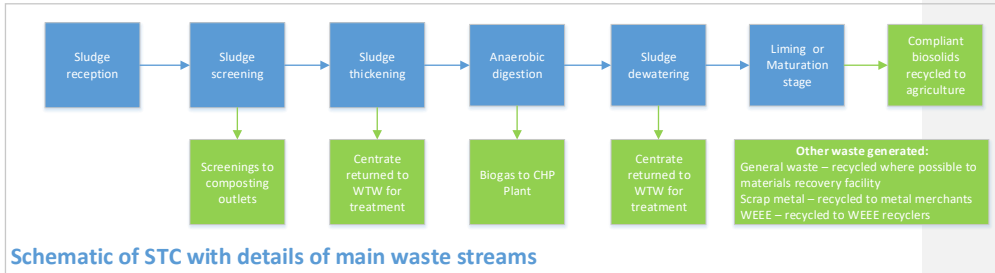 Sludge
reception
Sludge
screening
Sludge
thickening
Anaerobic
digestion
Sludge
dewatering
Liming or
Maturation
stage
Compliant
biosolids
recycled to
agriculture
Screenings to
composting
outlets
Centrate
returned to
WTW for
treatment
Biogas to CHP
Plant
Centrate
returned to
WTW for
treatment
Other waste generated:
General waste – recycled where possible to
materials recovery facility
Scrap metal – recycled to metal merchants
WEEE – recycled to WEEE recyclers
Schematic of STC with details of main waste streams